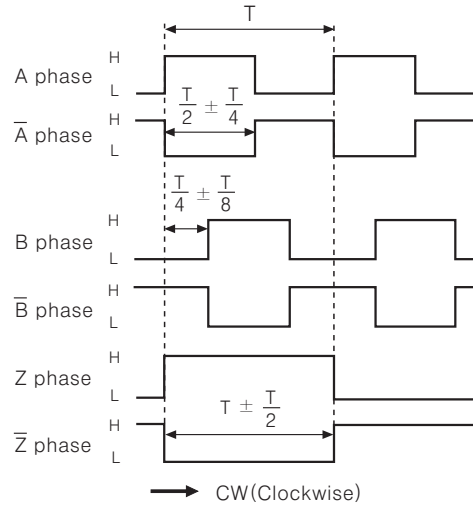 T
H
A phase
L
T/2 ± T/4
H
A̅ phase
L
T/4 ± T/8
H
B phase
L
H
B̅ phase
L
H
Z phase
L
T ± T/2
H
Z̅ phase
L
CW(Clockwise)